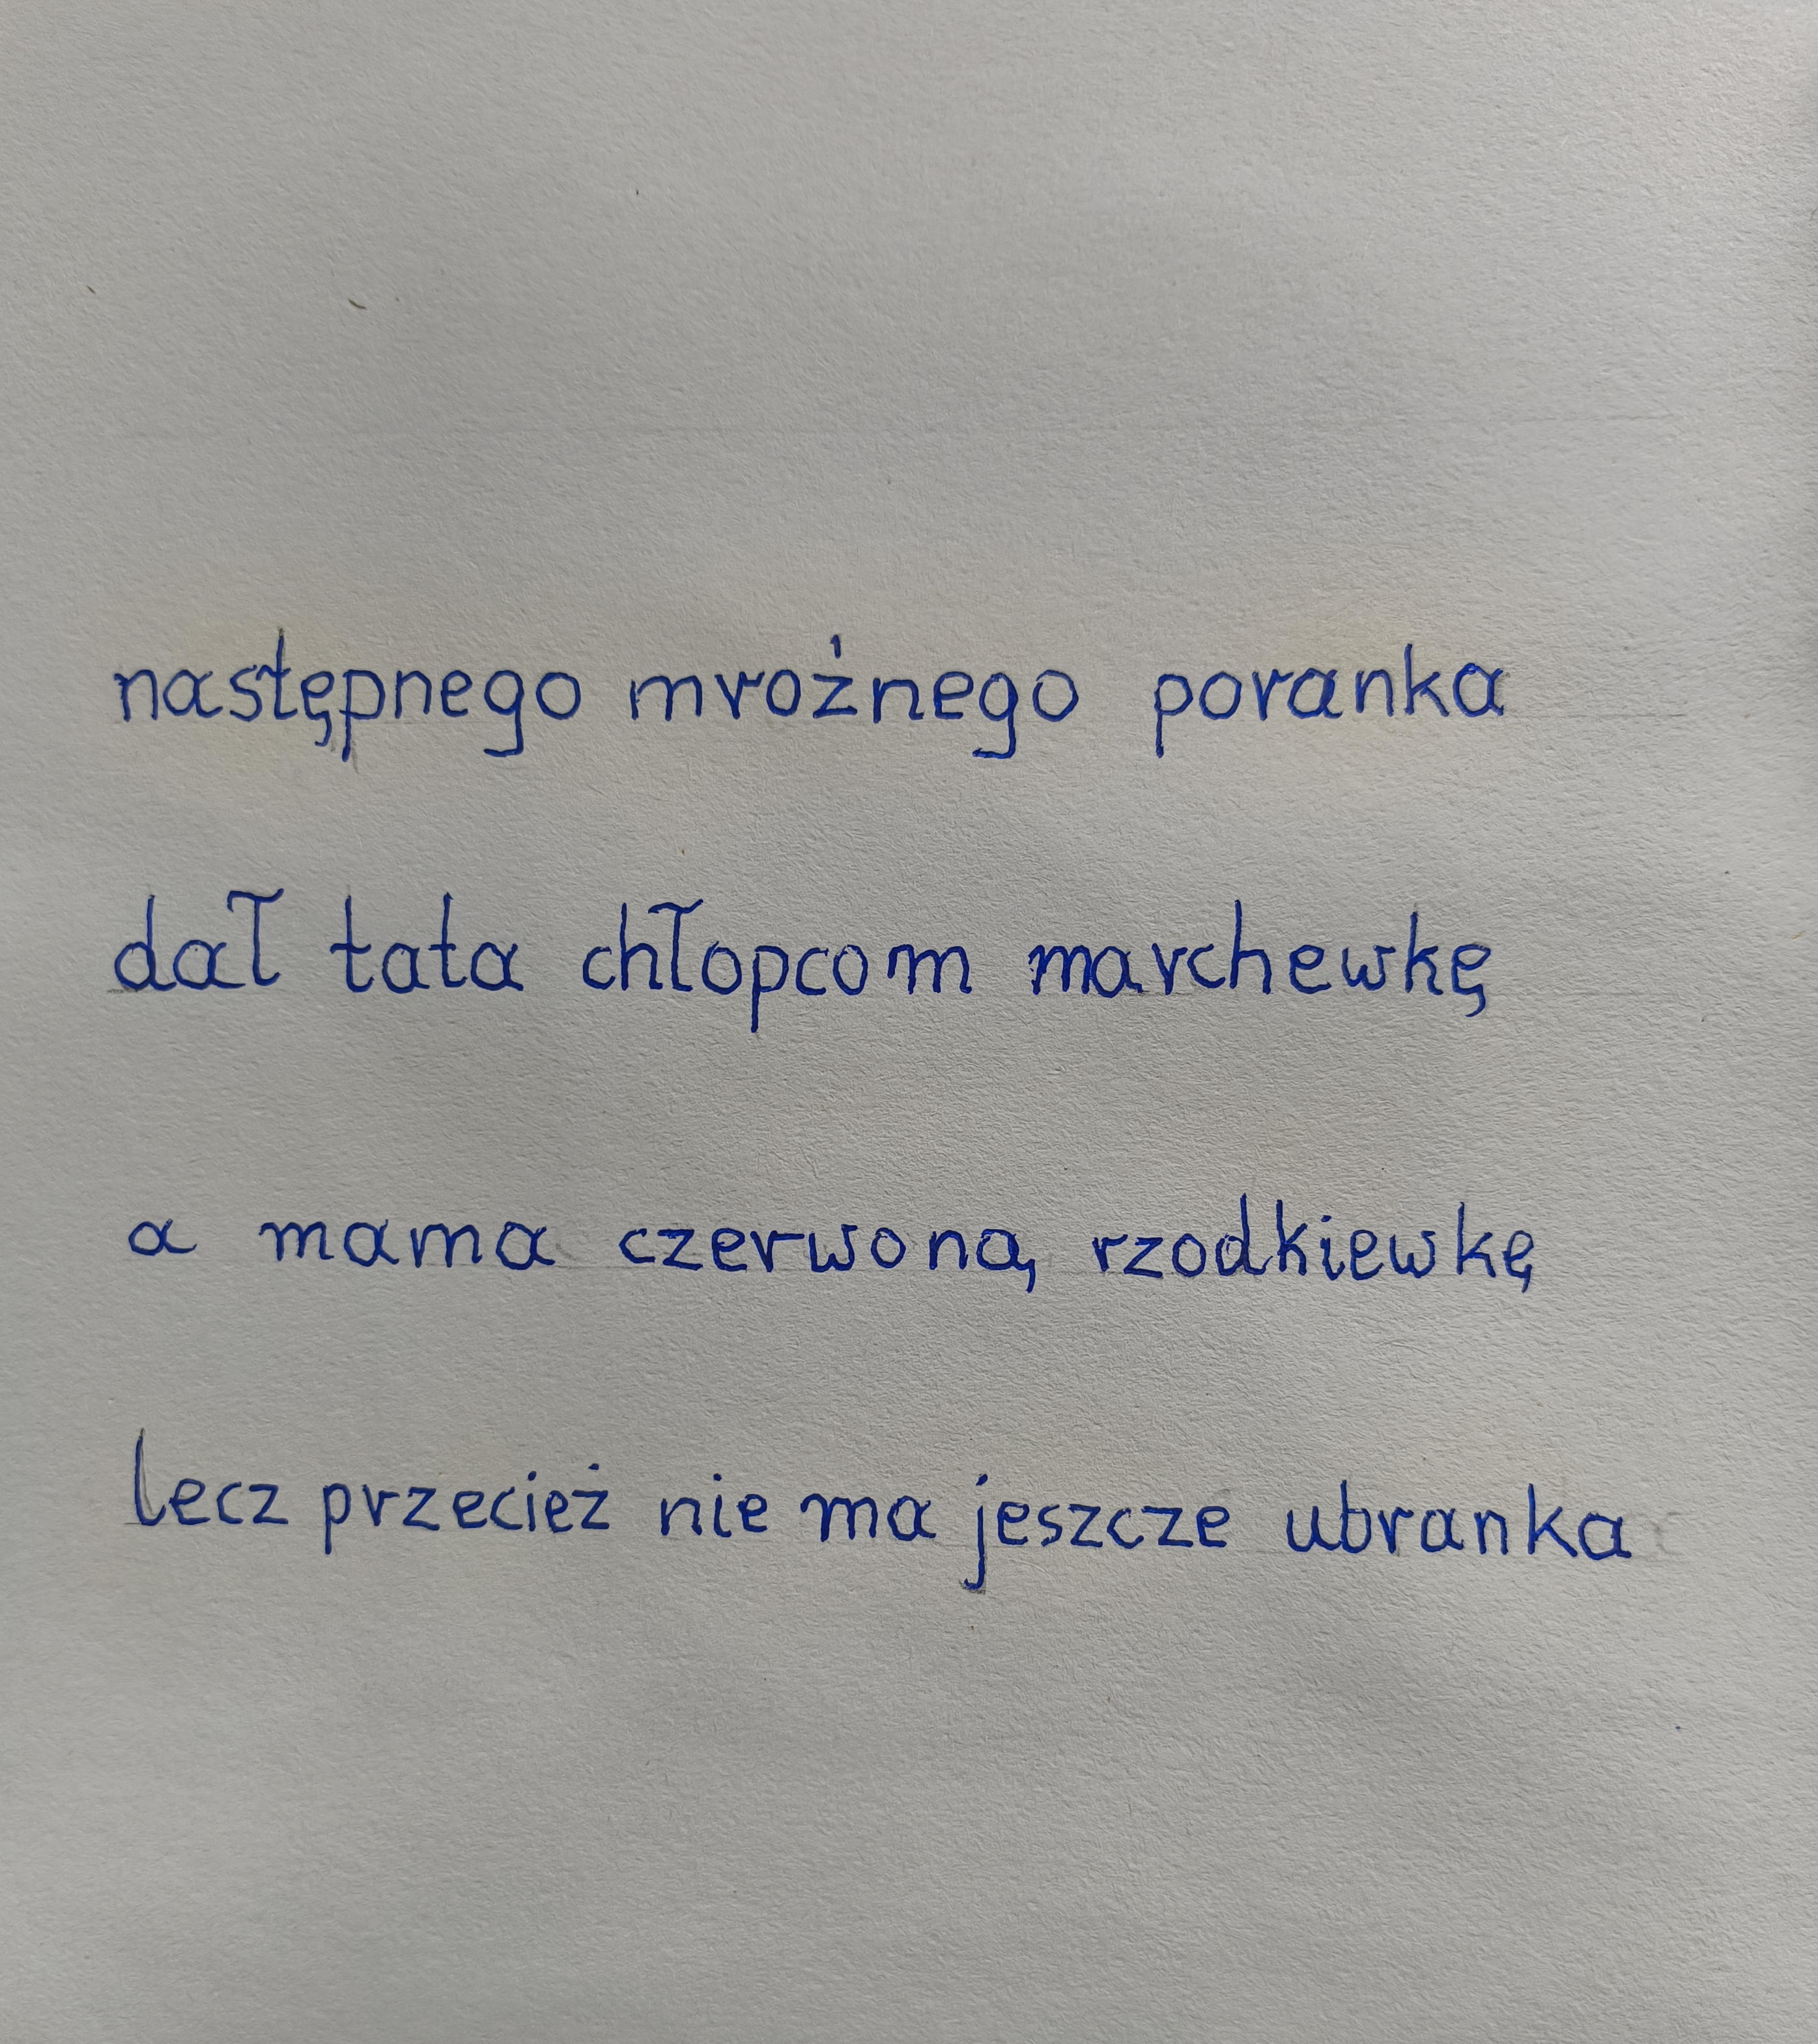 następnego mroźnego poranka
dał tata chłopcom marchewkę
a mama czerwoną rzodkiewkę
lecz przecież nie ma jeszcze ubranka